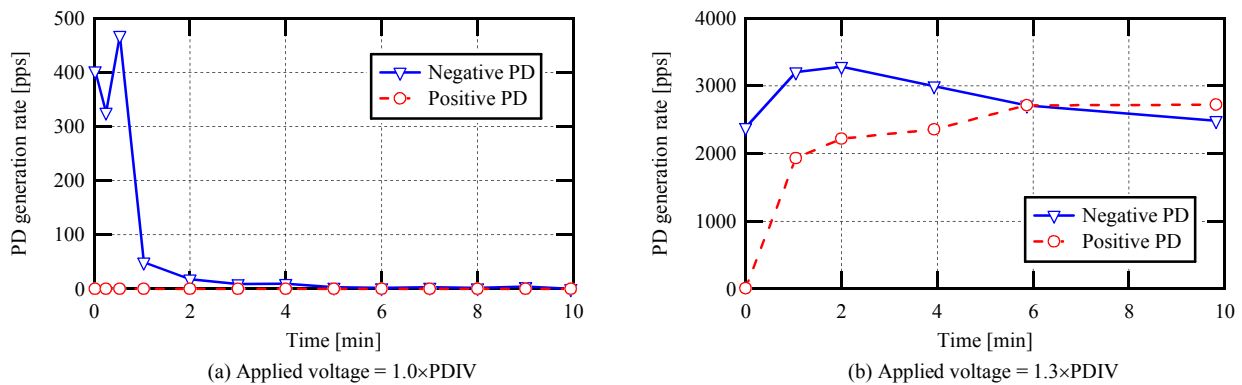 PD generation rate [pps]
500
400
300
200
100
0
0 2 4 6 8 10
Time [min]
Negative PD
Positive PD
(a) Applied voltage = 1.0×PDIV
PD generation rate [pps]
4000
3000
2000
1000
0
0 2 4 6 8 10
Time [min]
Negative PD
Positive PD
(b) Applied voltage = 1.3×PDIV